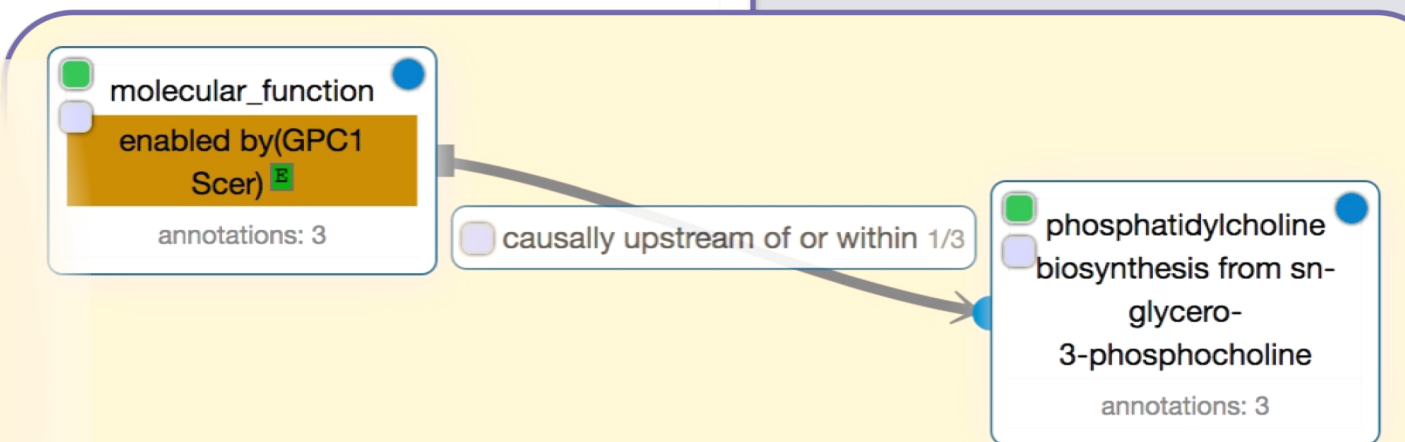 molecular_function
enabled by(GPC1
Scer) E
annotations: 3
causally upstream of or within 1/3
phosphatidylcholine
biosynthesis from sn-
glycero-
3-phosphocholine
annotations: 3